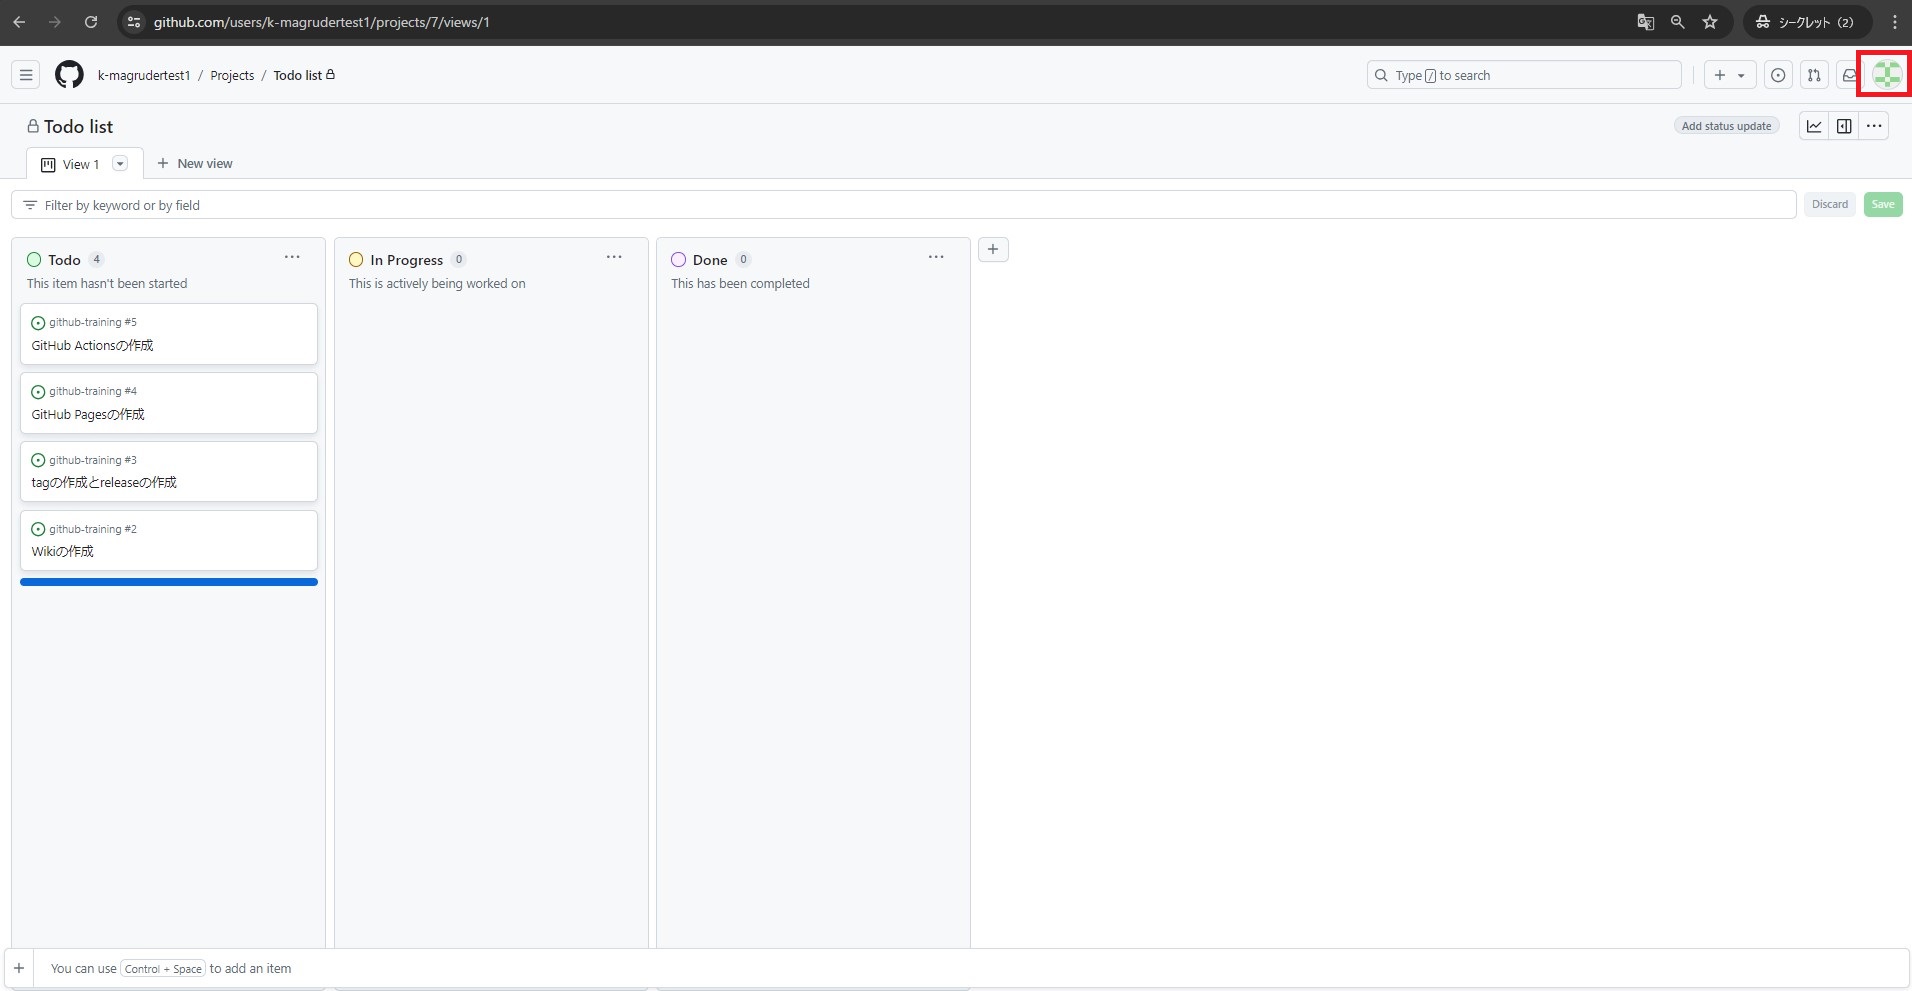 github.com/users/k-magrudertest1/projects/7/views/1
シークレット (2)
k-magrudertest1 / Projects / Todo list
Type / to search
Todo list
Add status update
View 1
New view
Filter by keyword or by field
Discard
Save
Todo 4
This item hasn't been started
github-training #5
GitHub Actionsの作成
github-training #4
GitHub Pagesの作成
github-training #3
tagの作成とreleaseの作成
github-training #2
Wikiの作成
In Progress 0
This is actively being worked on
Done 0
This has been completed
You can use Control + Space to add an item